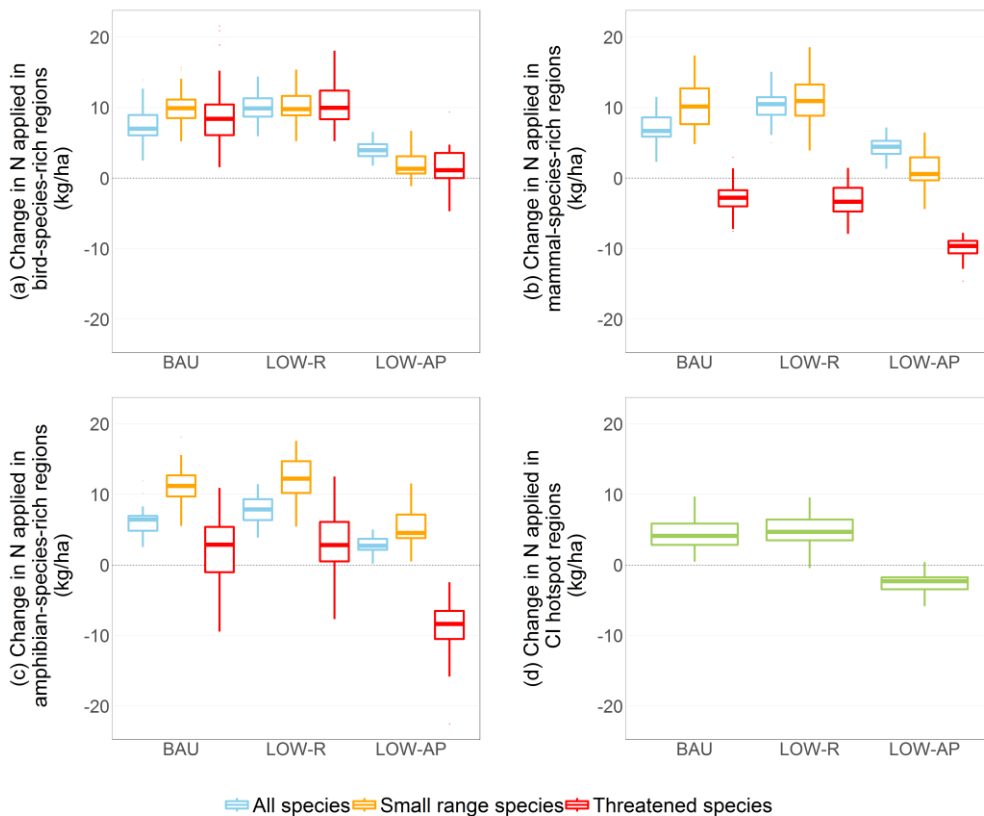 (a) Change in N applied in
bird-species-rich regions
(kg/ha)
20
10
0
-10
-20
BAU LOW-R LOW-AP
(b) Change in N applied in
mammal-species-rich regions
(kg/ha)
20
10
0
-10
-20
BAU LOW-R LOW-AP
(c) Change in N applied in
amphibian-species-rich regions
(kg/ha)
20
10
0
-10
-20
BAU LOW-R LOW-AP
(d) Change in N applied in
CI hotspot regions
(kg/ha)
20
10
0
-10
-20
BAU LOW-R LOW-AP
All species Small range species Threatened species